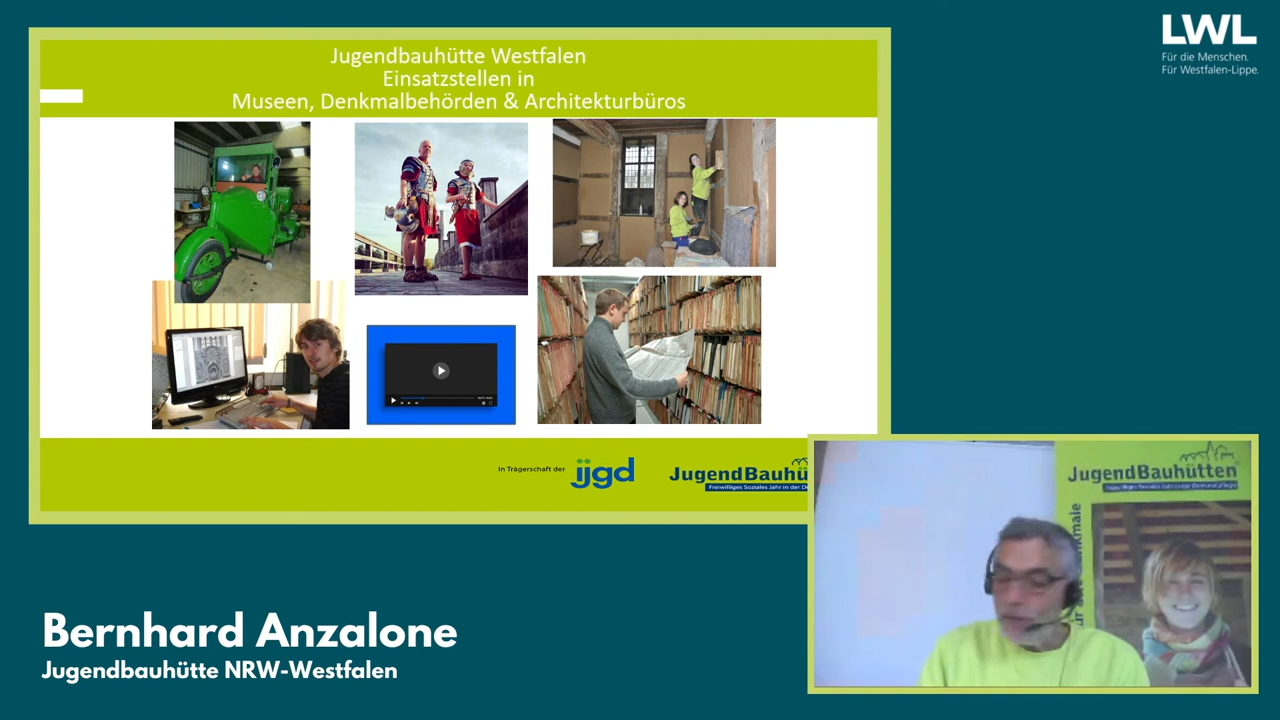 LWL
Für die Menschen.
Für Westfalen-Lippe.
Jugendbauhütte Westfalen
Einsatzstellen in
Museen, Denkmalbehörden & Architekturbüros
In Trägerschaft der
ijgd
JugendBauhü
Freiwilliges Soziales Jahr in der De
JugendBauhütten
Bernhard Anzalone
Jugendbauhütte NRW-Westfalen